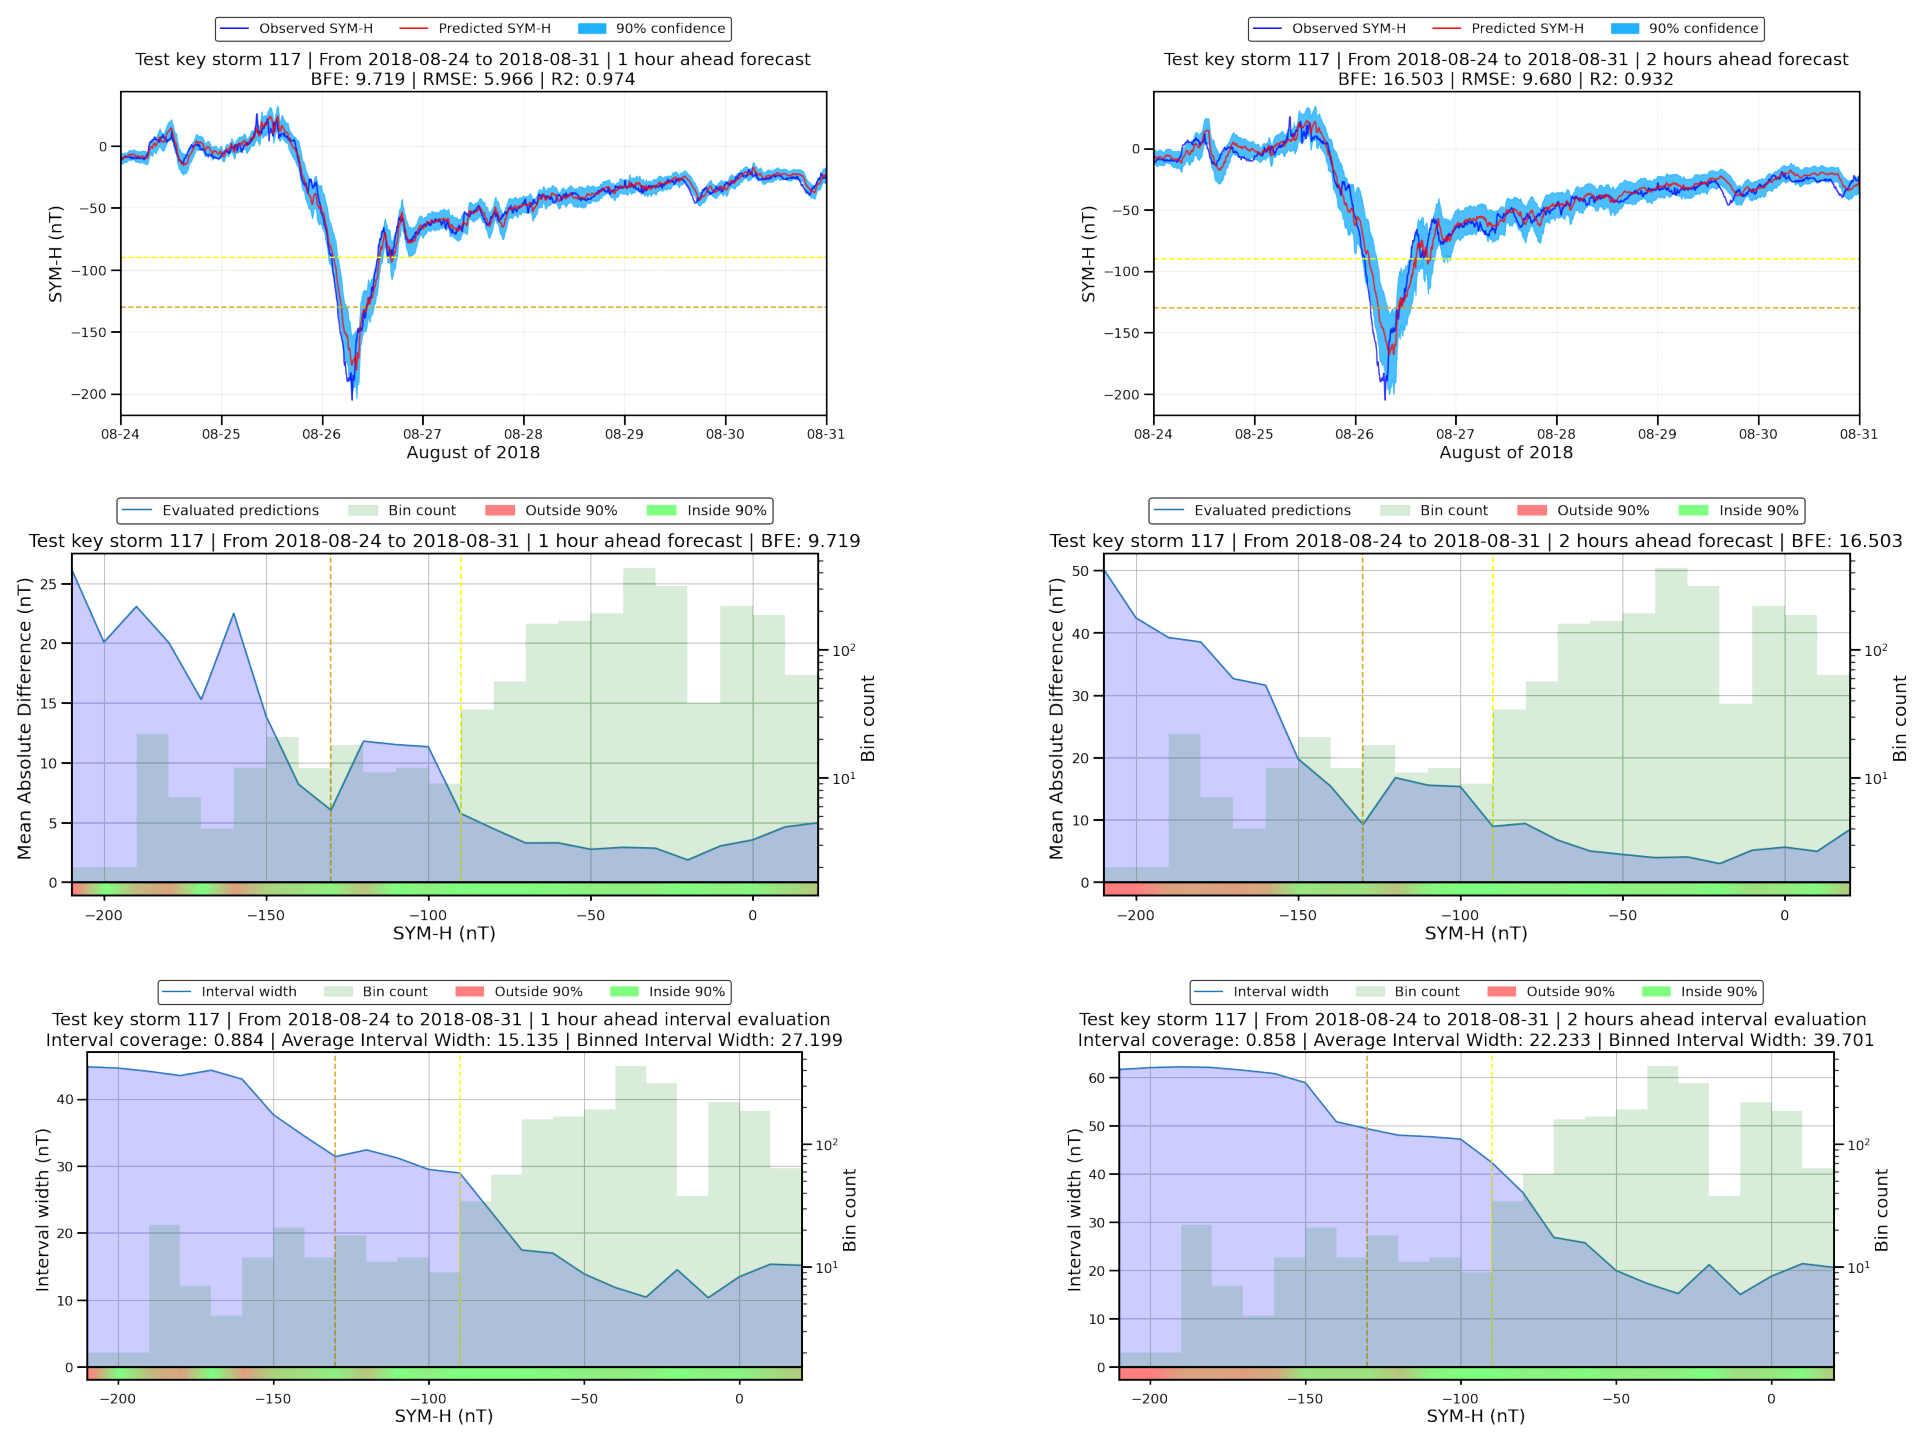 Observed SYM-H Predicted SYM-H 90% confidence
Test key storm 117 | From 2018-08-24 to 2018-08-31 | 1 hour ahead forecast
BFE: 9.719 | RMSE: 5.966 | R2: 0.974
SYM-H (nT)
0
−50
−100
−150
−200
08-24 08-25 08-26 08-27 08-28 08-29 08-30 08-31
August of 2018
Observed SYM-H Predicted SYM-H 90% confidence
Test key storm 117 | From 2018-08-24 to 2018-08-31 | 2 hours ahead forecast
BFE: 16.503 | RMSE: 9.680 | R2: 0.932
SYM-H (nT)
0
−50
−100
−150
−200
08-24 08-25 08-26 08-27 08-28 08-29 08-30 08-31
August of 2018
Evaluated predictions Bin count Outside 90% Inside 90%
Test key storm 117 | From 2018-08-24 to 2018-08-31 | 1 hour ahead forecast | BFE: 9.719
Mean Absolute Difference (nT)
25
20
15
10
5
0
10²
10¹
Bin count
−200 −150 −100 −50 0
SYM-H (nT)
Evaluated predictions Bin count Outside 90% Inside 90%
Test key storm 117 | From 2018-08-24 to 2018-08-31 | 2 hours ahead forecast | BFE: 16.503
Mean Absolute Difference (nT)
50
40
30
20
10
0
10²
10¹
Bin count
−200 −150 −100 −50 0
SYM-H (nT)
Interval width Bin count Outside 90% Inside 90%
Test key storm 117 | From 2018-08-24 to 2018-08-31 | 1 hour ahead interval evaluation
Interval coverage: 0.884 | Average Interval Width: 15.135 | Binned Interval Width: 27.199
Interval width (nT)
40
30
20
10
0
10²
10¹
Bin count
−200 −150 −100 −50 0
SYM-H (nT)
Interval width Bin count Outside 90% Inside 90%
Test key storm 117 | From 2018-08-24 to 2018-08-31 | 2 hours ahead interval evaluation
Interval coverage: 0.858 | Average Interval Width: 22.233 | Binned Interval Width: 39.701
Interval width (nT)
60
50
40
30
20
10
0
10²
10¹
Bin count
−200 −150 −100 −50 0
SYM-H (nT)